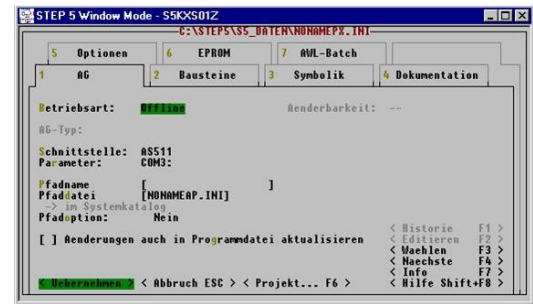 STEP 5 Window Mode - S5KXS01Z
C:\STEP5\S5_DATEN\NONAMEPX.INI
5 Optionen 6 EPROM 7 AWL-Batch
1 AG 2 Bausteine 3 Symbolik 4 Dokumentation
Betriebsart: Offline Aenderbarkeit: --
AG-Typ:
Schnittstelle: AS511
Parameter: COM3:
Pfadname [ ]
Pfaddatei [NONAMEAP.INI]
-> im Systemkatalog
Pfadoption: Nein
[ ] Aenderungen auch in Programmdatei aktualisieren
< Historie F1 >
< Editieren F2 >
< Waehlen F3 >
< Naechste F4 >
< Info F7 >
< Uebernehmen > < Abbruch ESC > < Projekt... F6 > < Hilfe Shift+F8 >